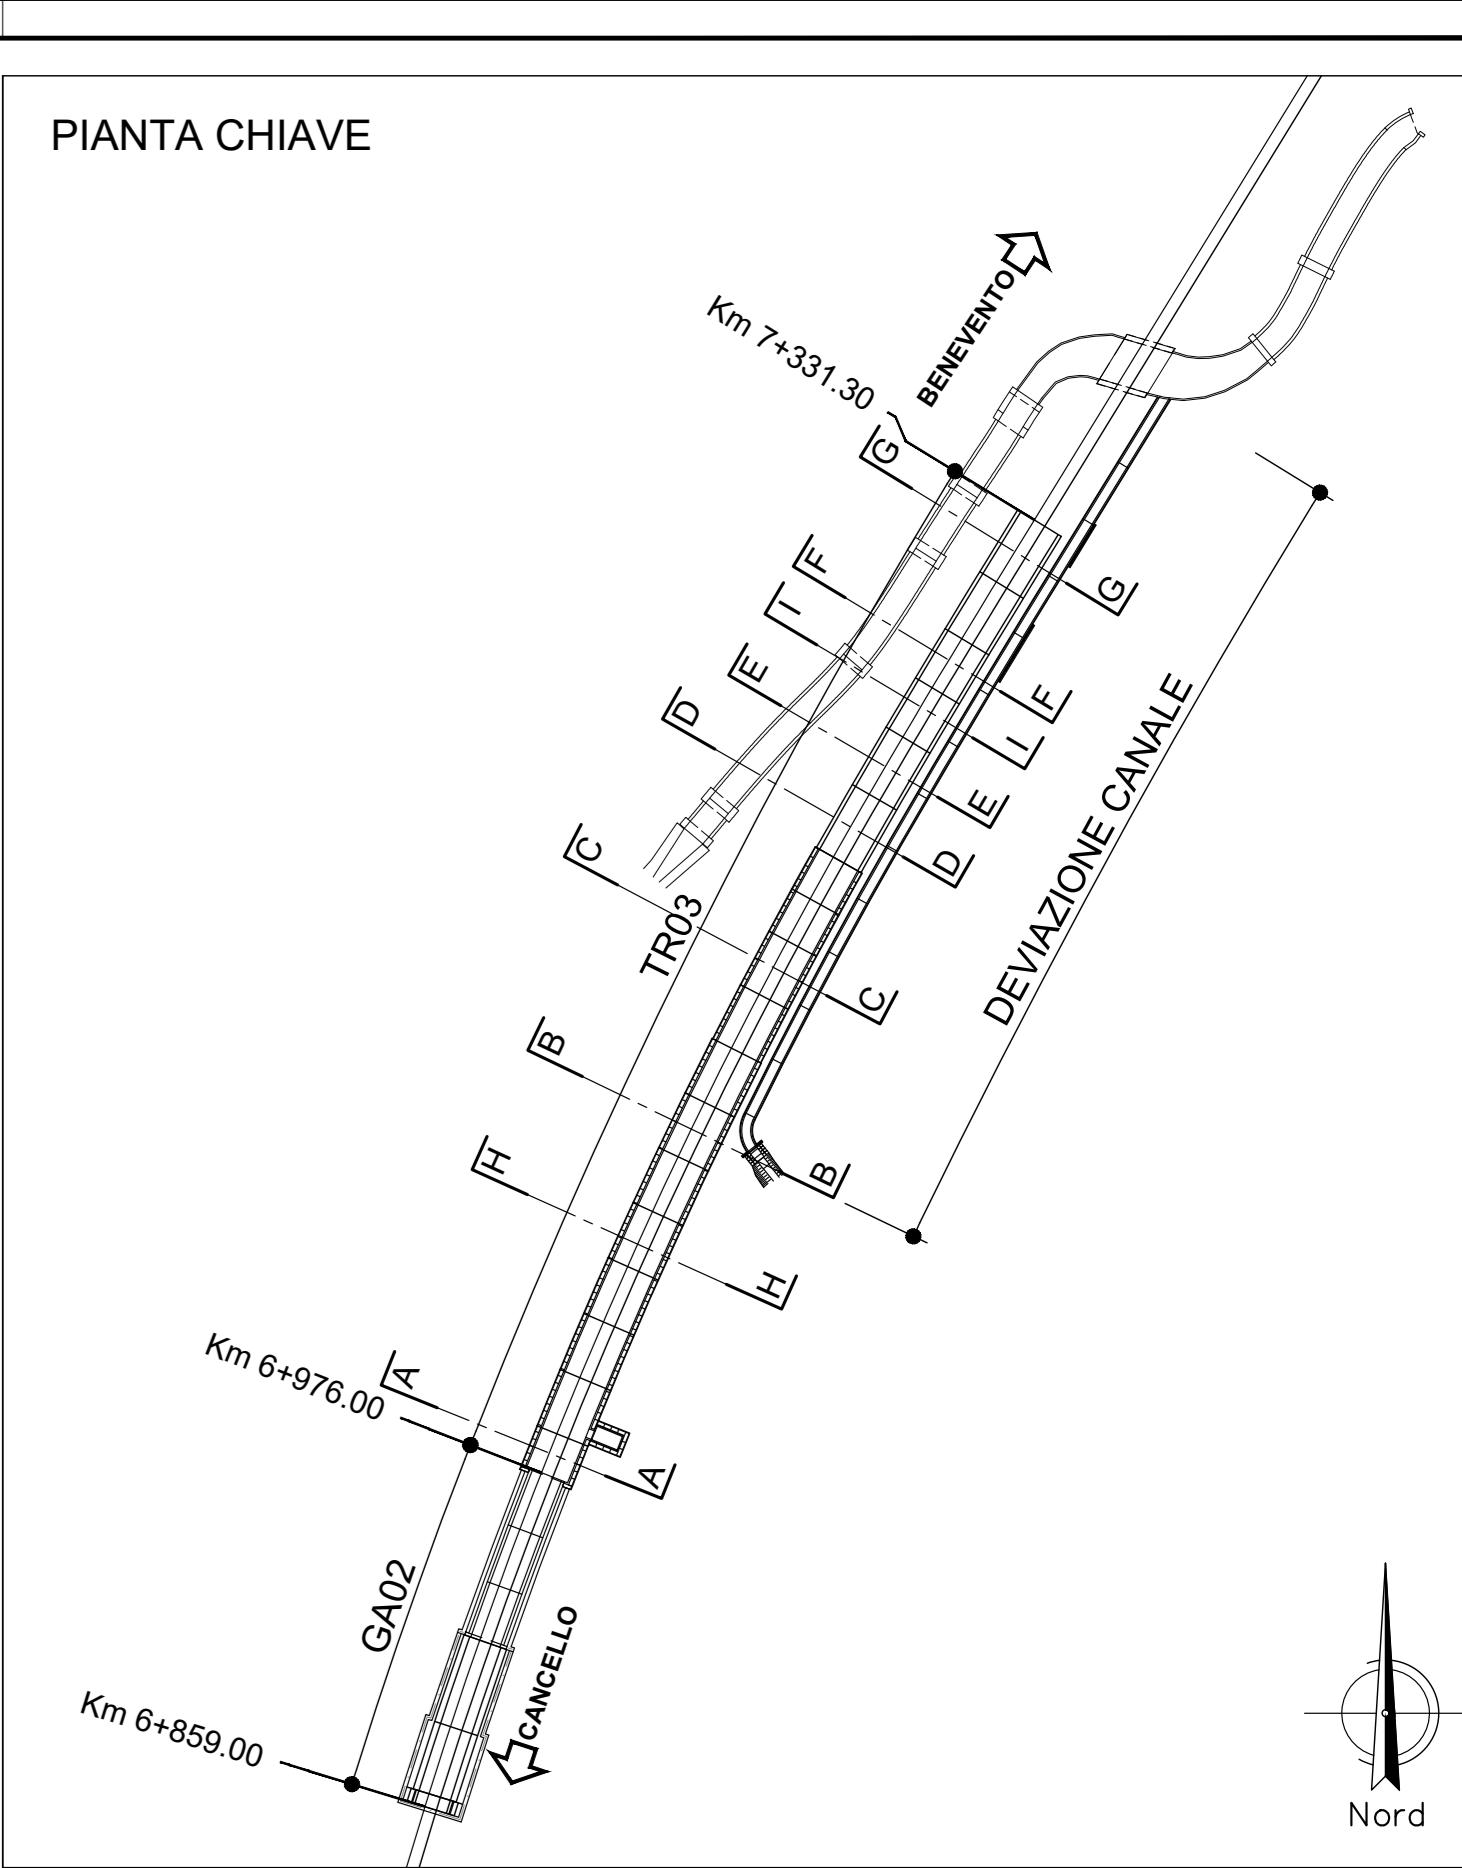 PIANTA CHIAVE
BENEVENTO
Km 7+331.30
G
F
I
E
D
C
B
H
A
G
F
I
E
D
C
B
H
A
TR03
DEVIAZIONE CANALE
Km 6+976.00
GA02
CANCELLO
Km 6+859.00
Nord